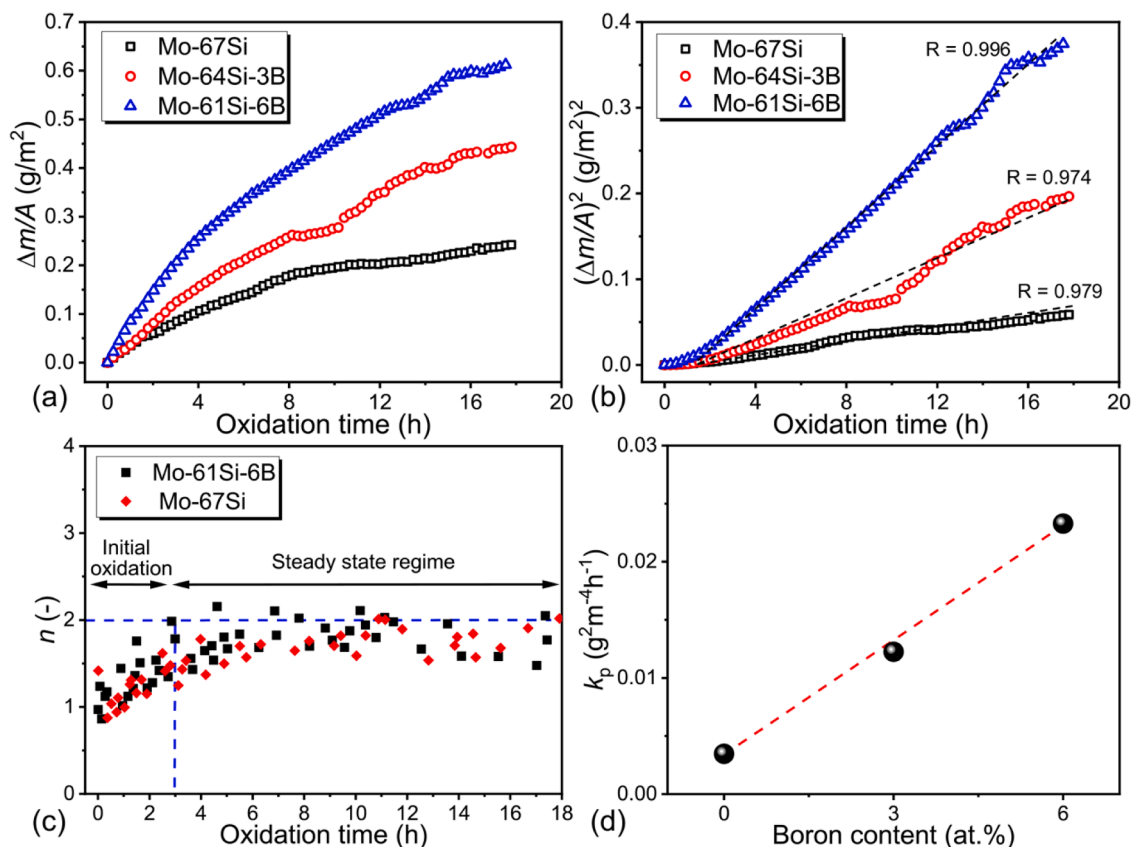 0.7
0.6
0.5
0.4
0.3
0.2
0.1
0.0
Δm/A (g/m²)
Mo-67Si
Mo-64Si-3B
Mo-61Si-6B
0 4 8 12 16 20
(a) Oxidation time (h)
0.4
0.3
0.2
0.1
0.0
(Δm/A)² (g/m²)²
Mo-67Si
Mo-64Si-3B
Mo-61Si-6B
R = 0.996
R = 0.974
R = 0.979
0 4 8 12 16 20
(b) Oxidation time (h)
4
3
2
1
0
n (-)
Mo-61Si-6B
Mo-67Si
Initial
oxidation
Steady state regime
0 2 4 6 8 10 12 14 16 18
(c) Oxidation time (h)
0.03
0.02
0.01
0.00
kₚ (g²m⁻⁴h⁻¹)
0 3 6
(d) Boron content (at.%)